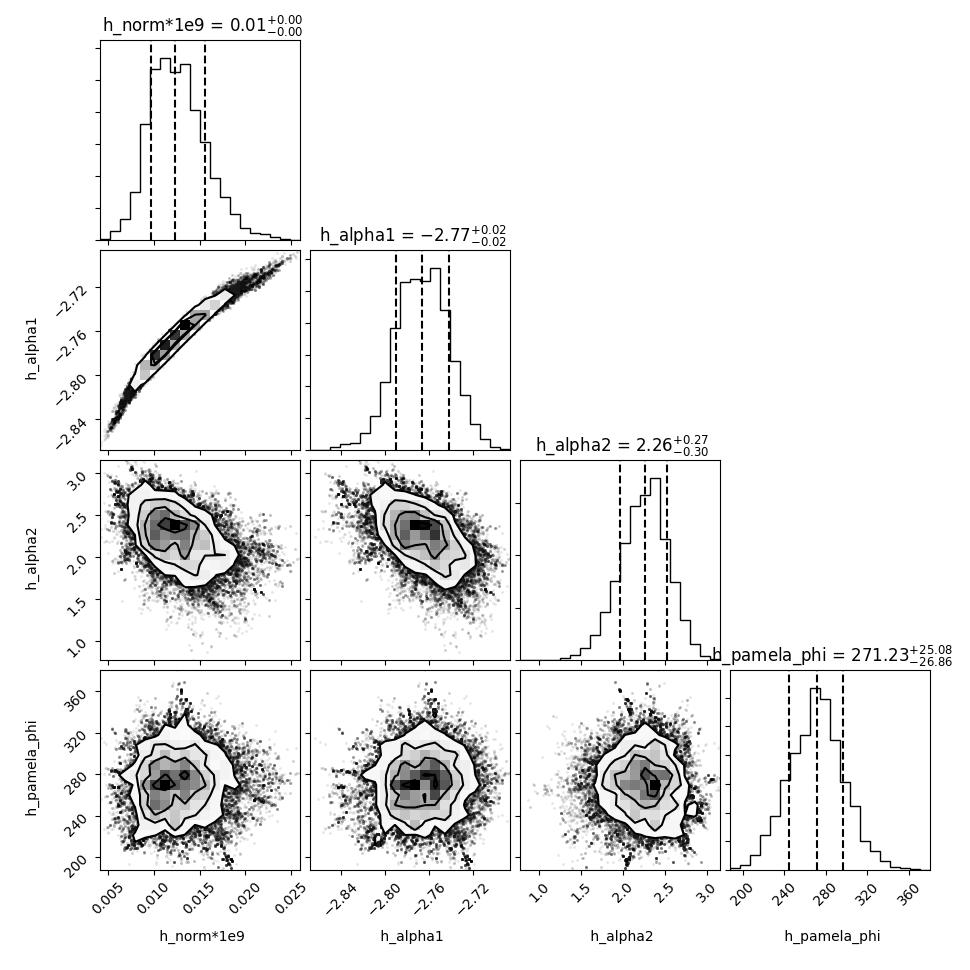 h_norm*1e9 = 0.01+0.00 −0.00
h_alpha1 = −2.77+0.02 −0.02
−2.72
−2.76
−2.80
−2.84
h_alpha1
h_alpha2 = 2.26+0.27 −0.30
3.0
2.5
2.0
1.5
1.0
h_alpha2
h_pamela_phi = 271.23+25.08 −26.86
360
320
280
240
200
h_pamela_phi
0.005 0.010 0.015 0.020 0.025
−2.84 −2.80 −2.76 −2.72
1.0 1.5 2.0 2.5 3.0
200 240 280 320 360
h_norm*1e9 h_alpha1 h_alpha2 h_pamela_phi